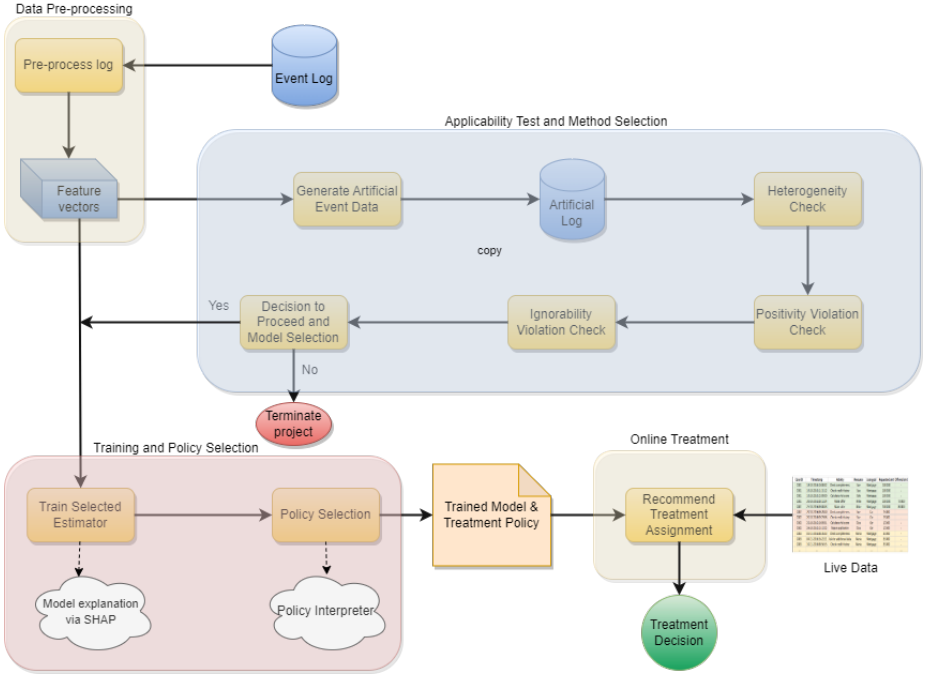 Data Pre-processing
Pre-process log
Event Log
Applicability Test and Method Selection
Feature
vectors
Generate Artificial
Event Data
Artificial
Log
Heterogeneity
Check
copy
Yes
Decision to
Proceed and
Model Selection
Ignorability
Violation Check
Positivity Violation
Check
No
Terminate
project
Training and Policy Selection
Online Treatment
Train Selected
Estimator
Policy Selection
Trained Model &
Treatment Policy
Recommend
Treatment
Assignment
Live Data
Model explanation
via SHAP
Policy Interpreter
Treatment
Decision